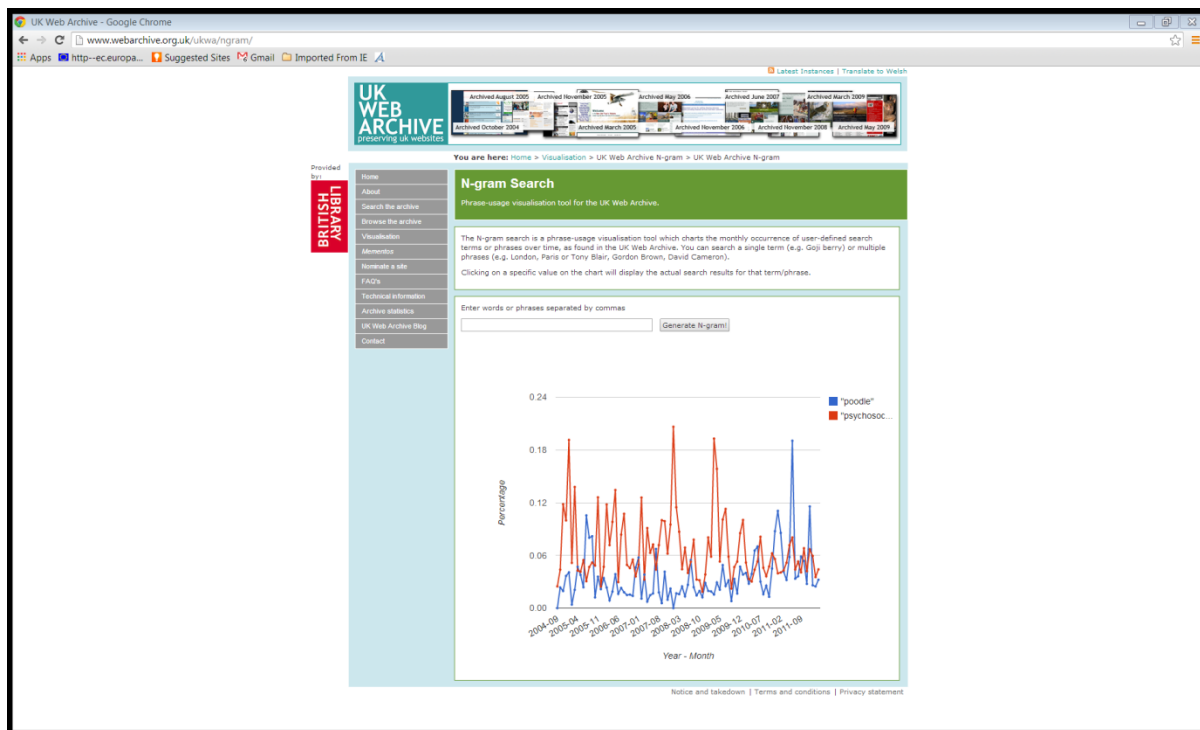 UK Web Archive - Google Chrome
www.webarchive.org.uk/ukwa/ngram/
Apps http--ec.europa... Suggested Sites Gmail Imported From IE
Latest Instances | Translate to Welsh
UK
WEB
ARCHIVE
preserving uk websites
Archived August 2005 Archived November 2005 Archived May 2006 Archived June 2007 Archived March 2009
Archived October 2004 Archived March 2005 Archived November 2006 Archived November 2008 Archived May 2009
You are here: Home > Visualisation > UK Web Archive N-gram > UK Web Archive N-gram
Provided
by:
BRITISH
LIBRARY
Home
About
Search the archive
Browse the archive
Visualisation
Mementos
Nominate a site
FAQ's
Technical information
Archive statistics
UK Web Archive Blog
Contact
N-gram Search
Phrase-usage visualisation tool for the UK Web Archive.
The N-gram search is a phrase-usage visualisation tool which charts the monthly occurrence of user-defined search
terms or phrases over time, as found in the UK Web Archive. You can search a single term (e.g. Goji berry) or multiple
phrases (e.g. London, Paris or Tony Blair, Gordon Brown, David Cameron).
Clicking on a specific value on the chart will display the actual search results for that term/phrase.
Enter words or phrases separated by commas
Generate N-gram!
"poodle"
"psychosoc...
Percentage
0.24
0.18
0.12
0.06
0.00
2004-09 2005-04 2005-11 2006-06 2007-01 2007-08 2008-03 2008-10 2009-05 2009-12 2010-07 2011-02 2011-09
Year - Month
Notice and takedown | Terms and conditions | Privacy statement